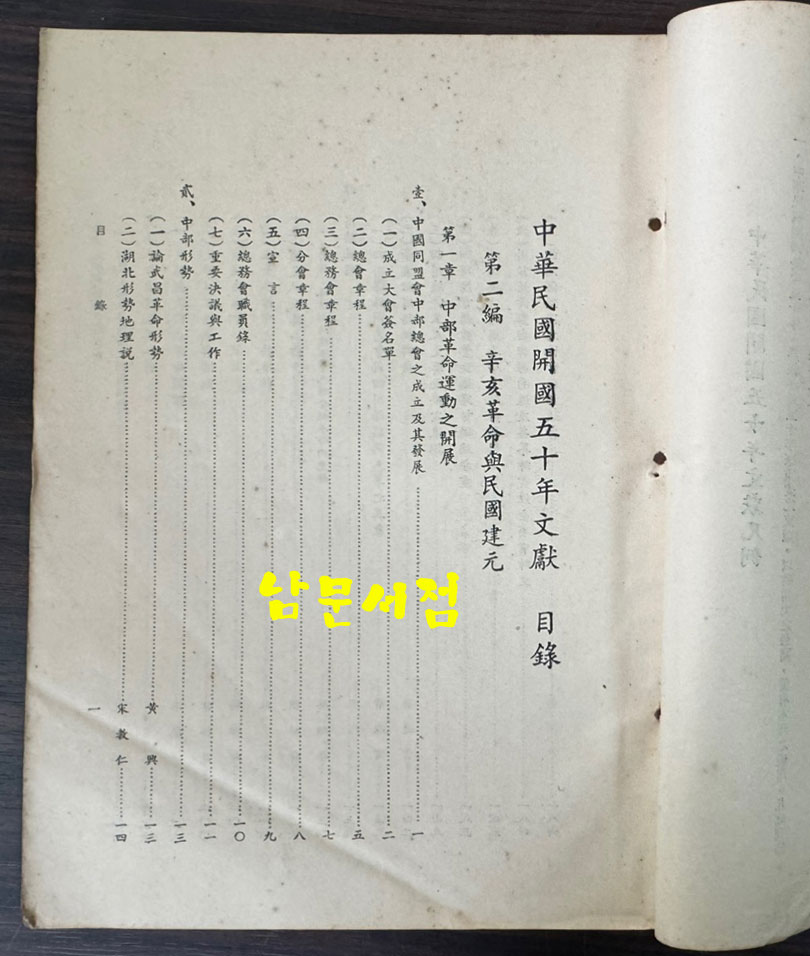 中華民國開國五十年文獻 目錄
第二編 辛亥革命與民國建元
第一章 中部革命運動之開展
壹、中國同盟會中部總會之成立及其發展 一
(一)成立大會簽名單 二
(二)總會章程 五
(三)總務會章程 七
(四)分會章程 八
(五)宣言 九
(六)總務會職員錄 一〇
(七)重要決議與工作 一一
貳、中部形勢 一三
(一)論武昌革命形勢 黃興 一三
(二)湖北形勢地理說 宋教仁 一四
目錄 一
남문서점